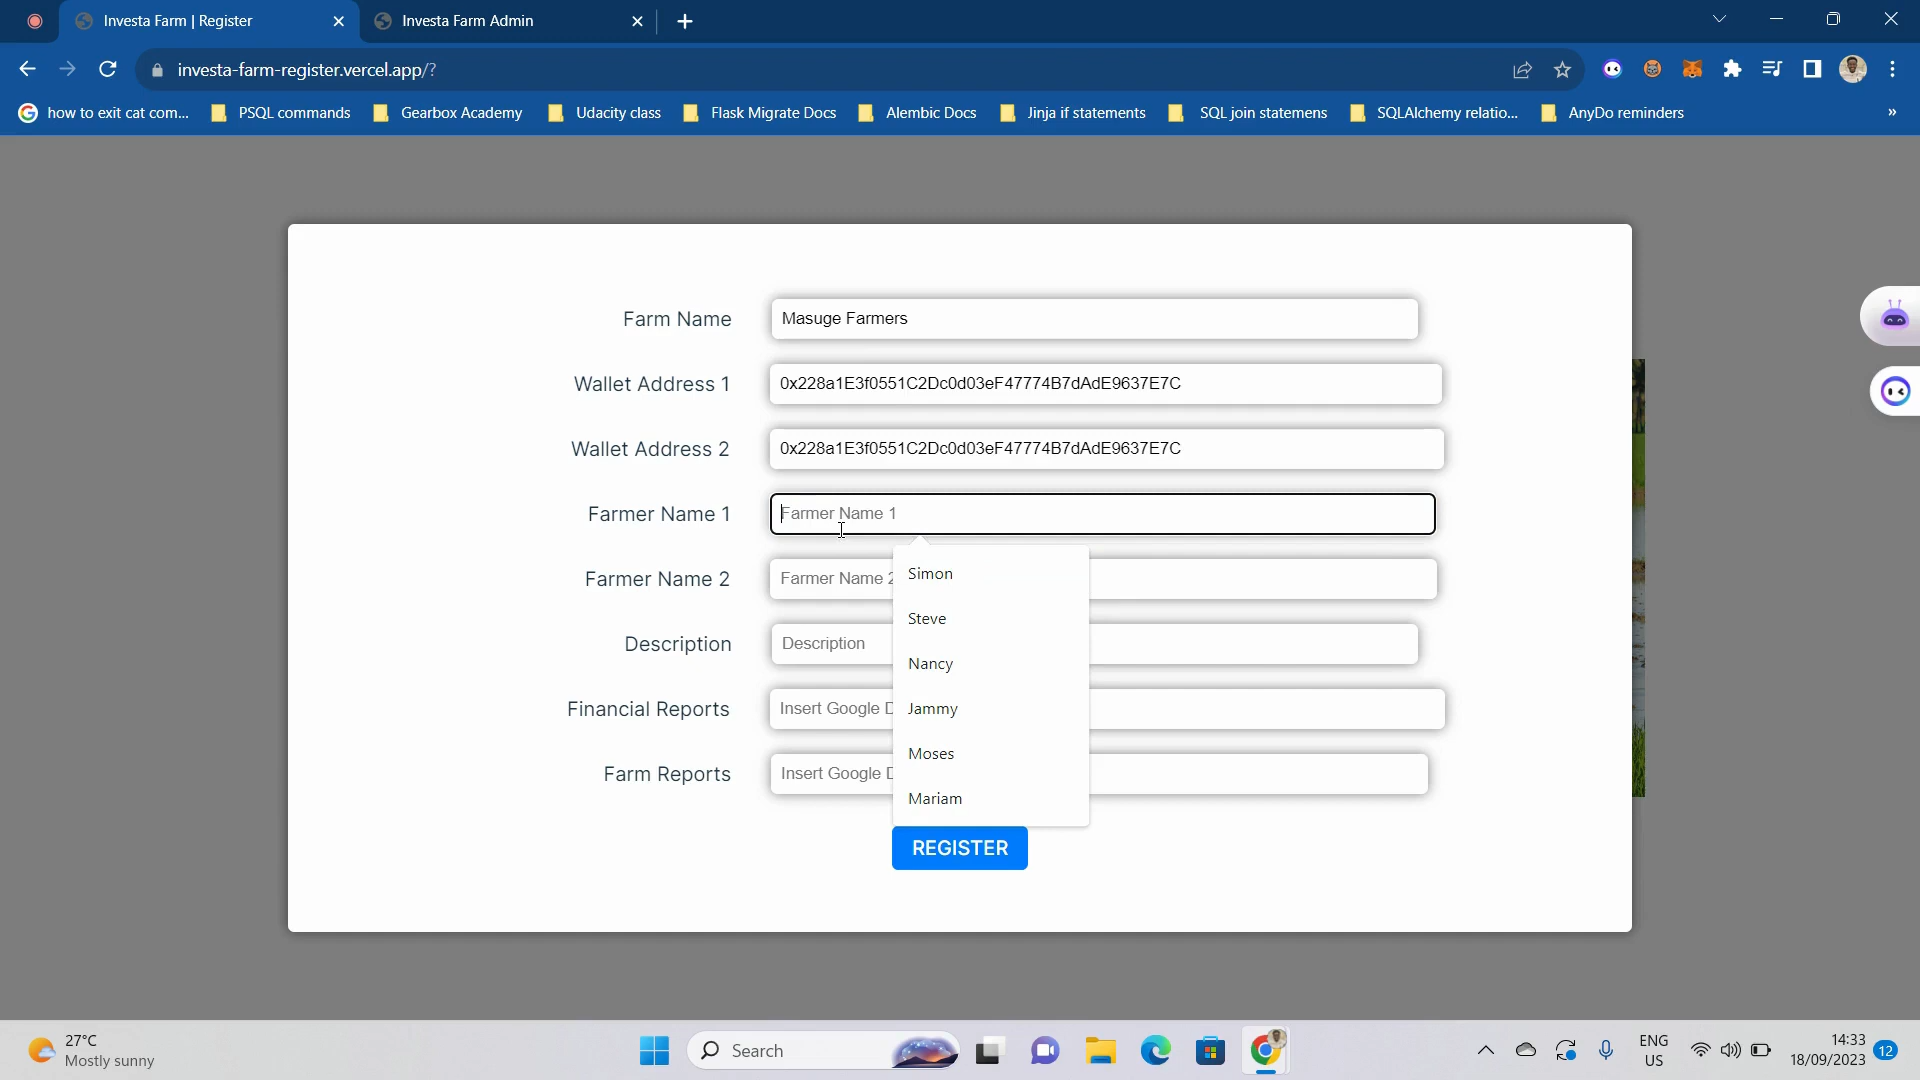 Investa Farm | Register
Investa Farm Admin
investa-farm-register.vercel.app/?
how to exit cat com...
PSQL commands
Gearbox Academy
Udacity class
Flask Migrate Docs
Alembic Docs
Jinja if statements
SQL join statemens
SQLAlchemy relatio...
AnyDo reminders
»
Farm Name
Masuge Farmers
Wallet Address 1
0x228a1E3f0551C2Dc0d03eF47774B7dAdE9637E7C
Wallet Address 2
0x228a1E3f0551C2Dc0d03eF47774B7dAdE9637E7C
Farmer Name 1
Farmer Name 1
Farmer Name 2
Farmer Name 2
Description
Description
Financial Reports
Insert Google D
Farm Reports
Insert Google D
Simon
Steve
Nancy
Jammy
Moses
Mariam
REGISTER
27°C
Mostly sunny
Search
ENG
US
14:33
18/09/2023
12